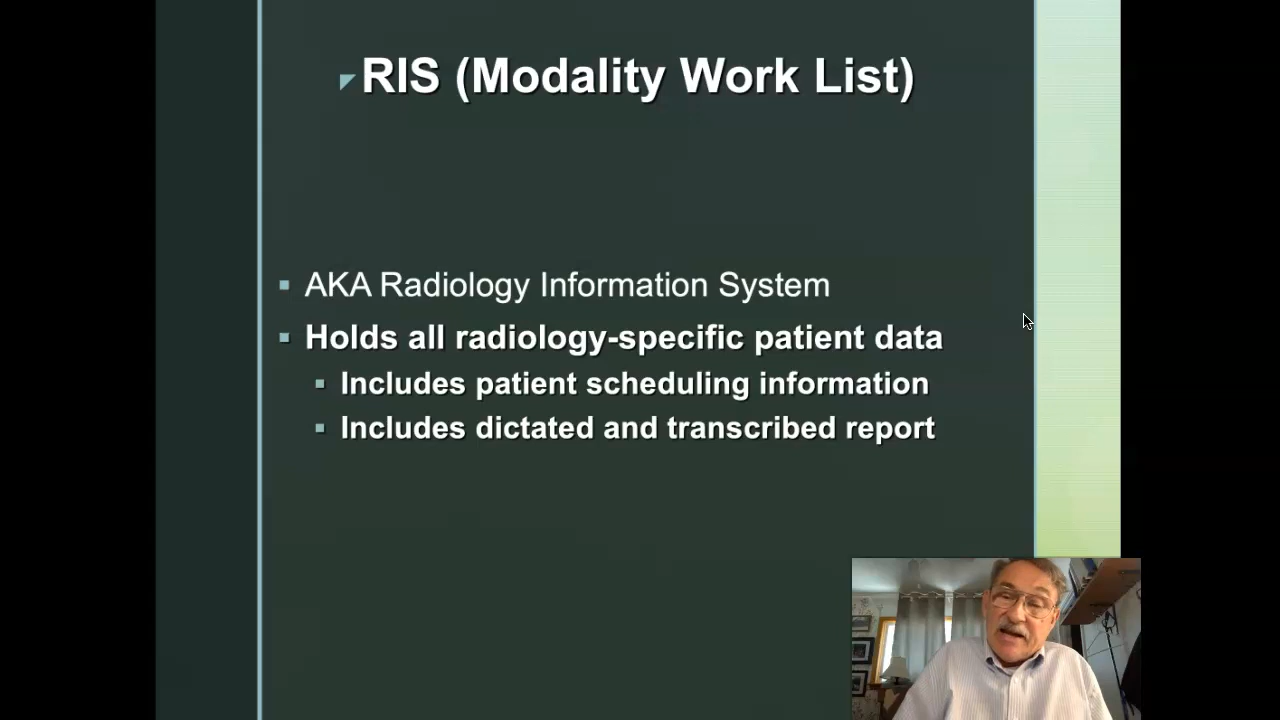 RIS (Modality Work List)
AKA Radiology Information System
Holds all radiology-specific patient data
Includes patient scheduling information
Includes dictated and transcribed report